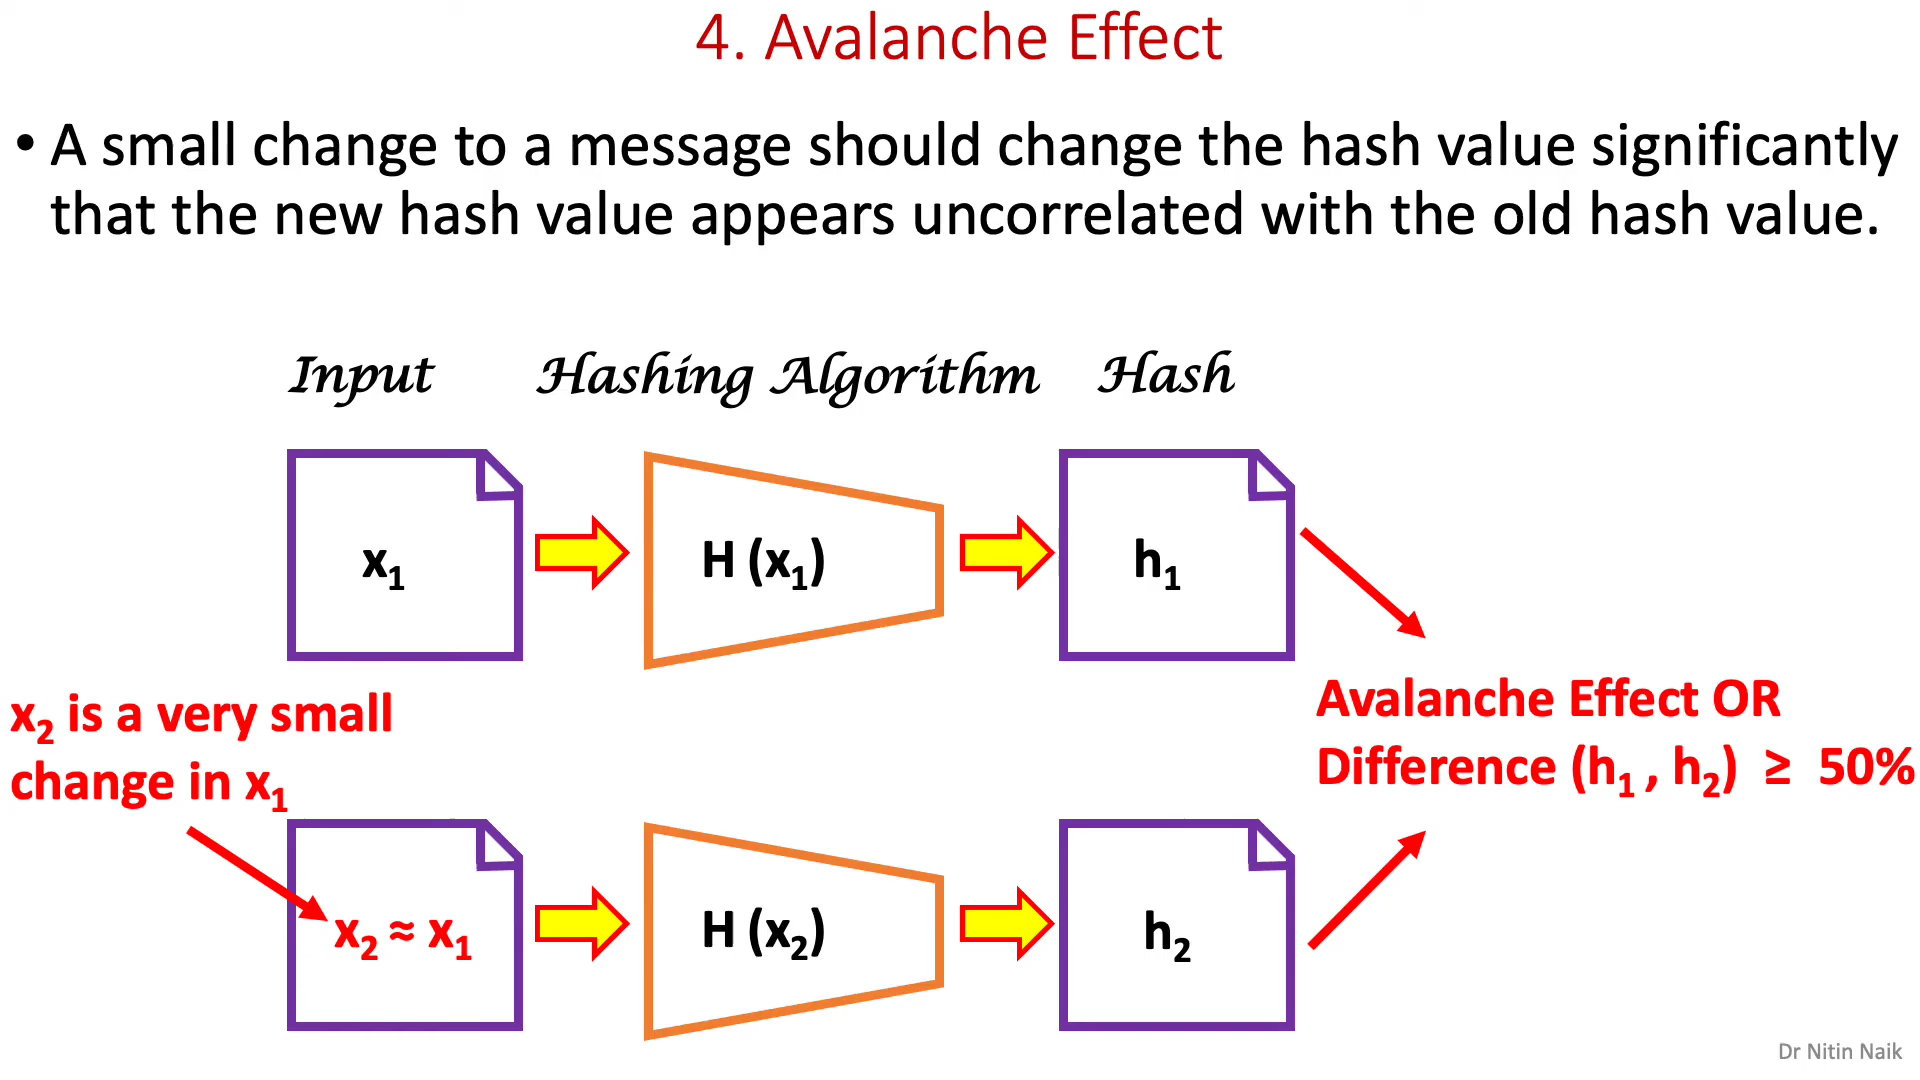 4. Avalanche Effect
• A small change to a message should change the hash value significantly
that the new hash value appears uncorrelated with the old hash value.
Input Hashing Algorithm Hash
x₁ H (x₁) h₁
x₂ is a very small
change in x₁
Avalanche Effect OR
Difference (h₁ , h₂) ≥ 50%
x₂ ≈ x₁ H (x₂) h₂
Dr Nitin Naik